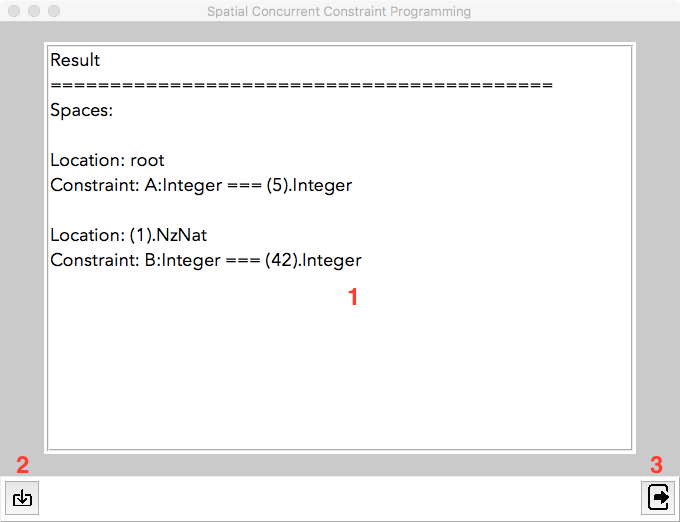 Spatial Concurrent Constraint Programming
Result
==========================================
Spaces:
Location: root
Constraint: A:Integer === (5).Integer
Location: (1).NzNat
Constraint: B:Integer === (42).Integer
1
2
3